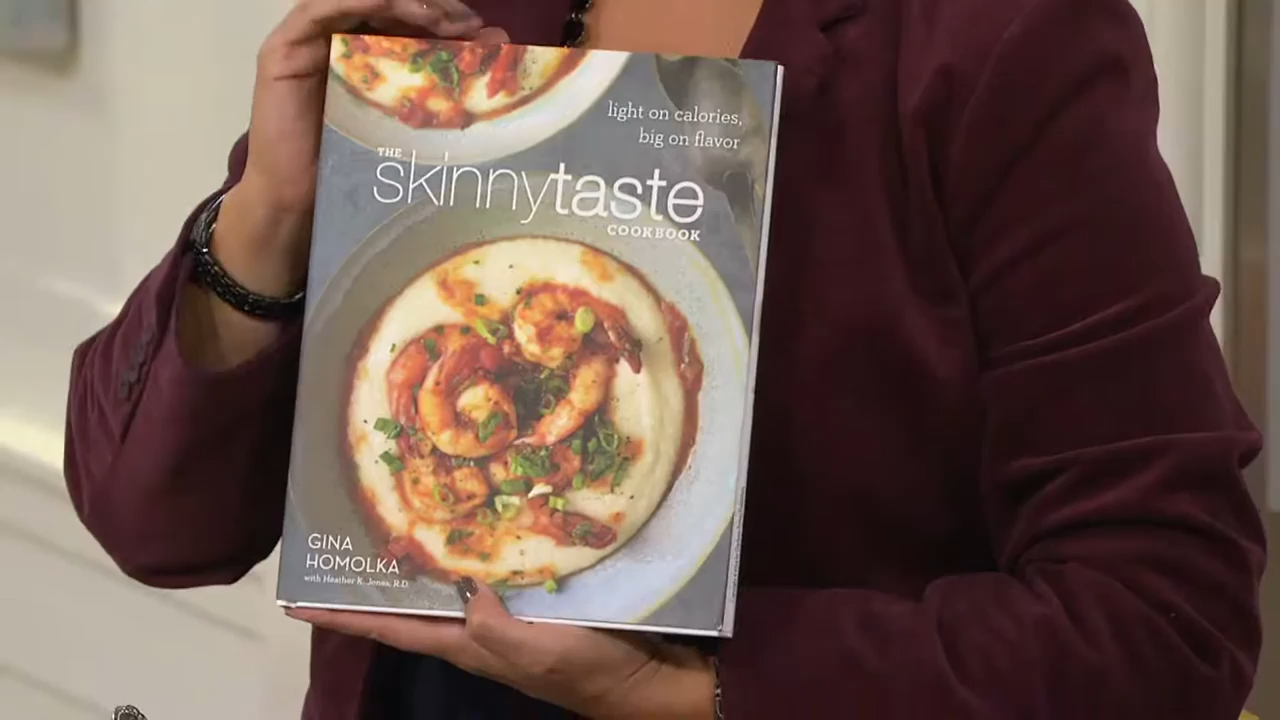 light on calories,
big on flavor
THE
skinnytaste
COOKBOOK
GINA
HOMOLKA
with Heather K. Jones, R.D.